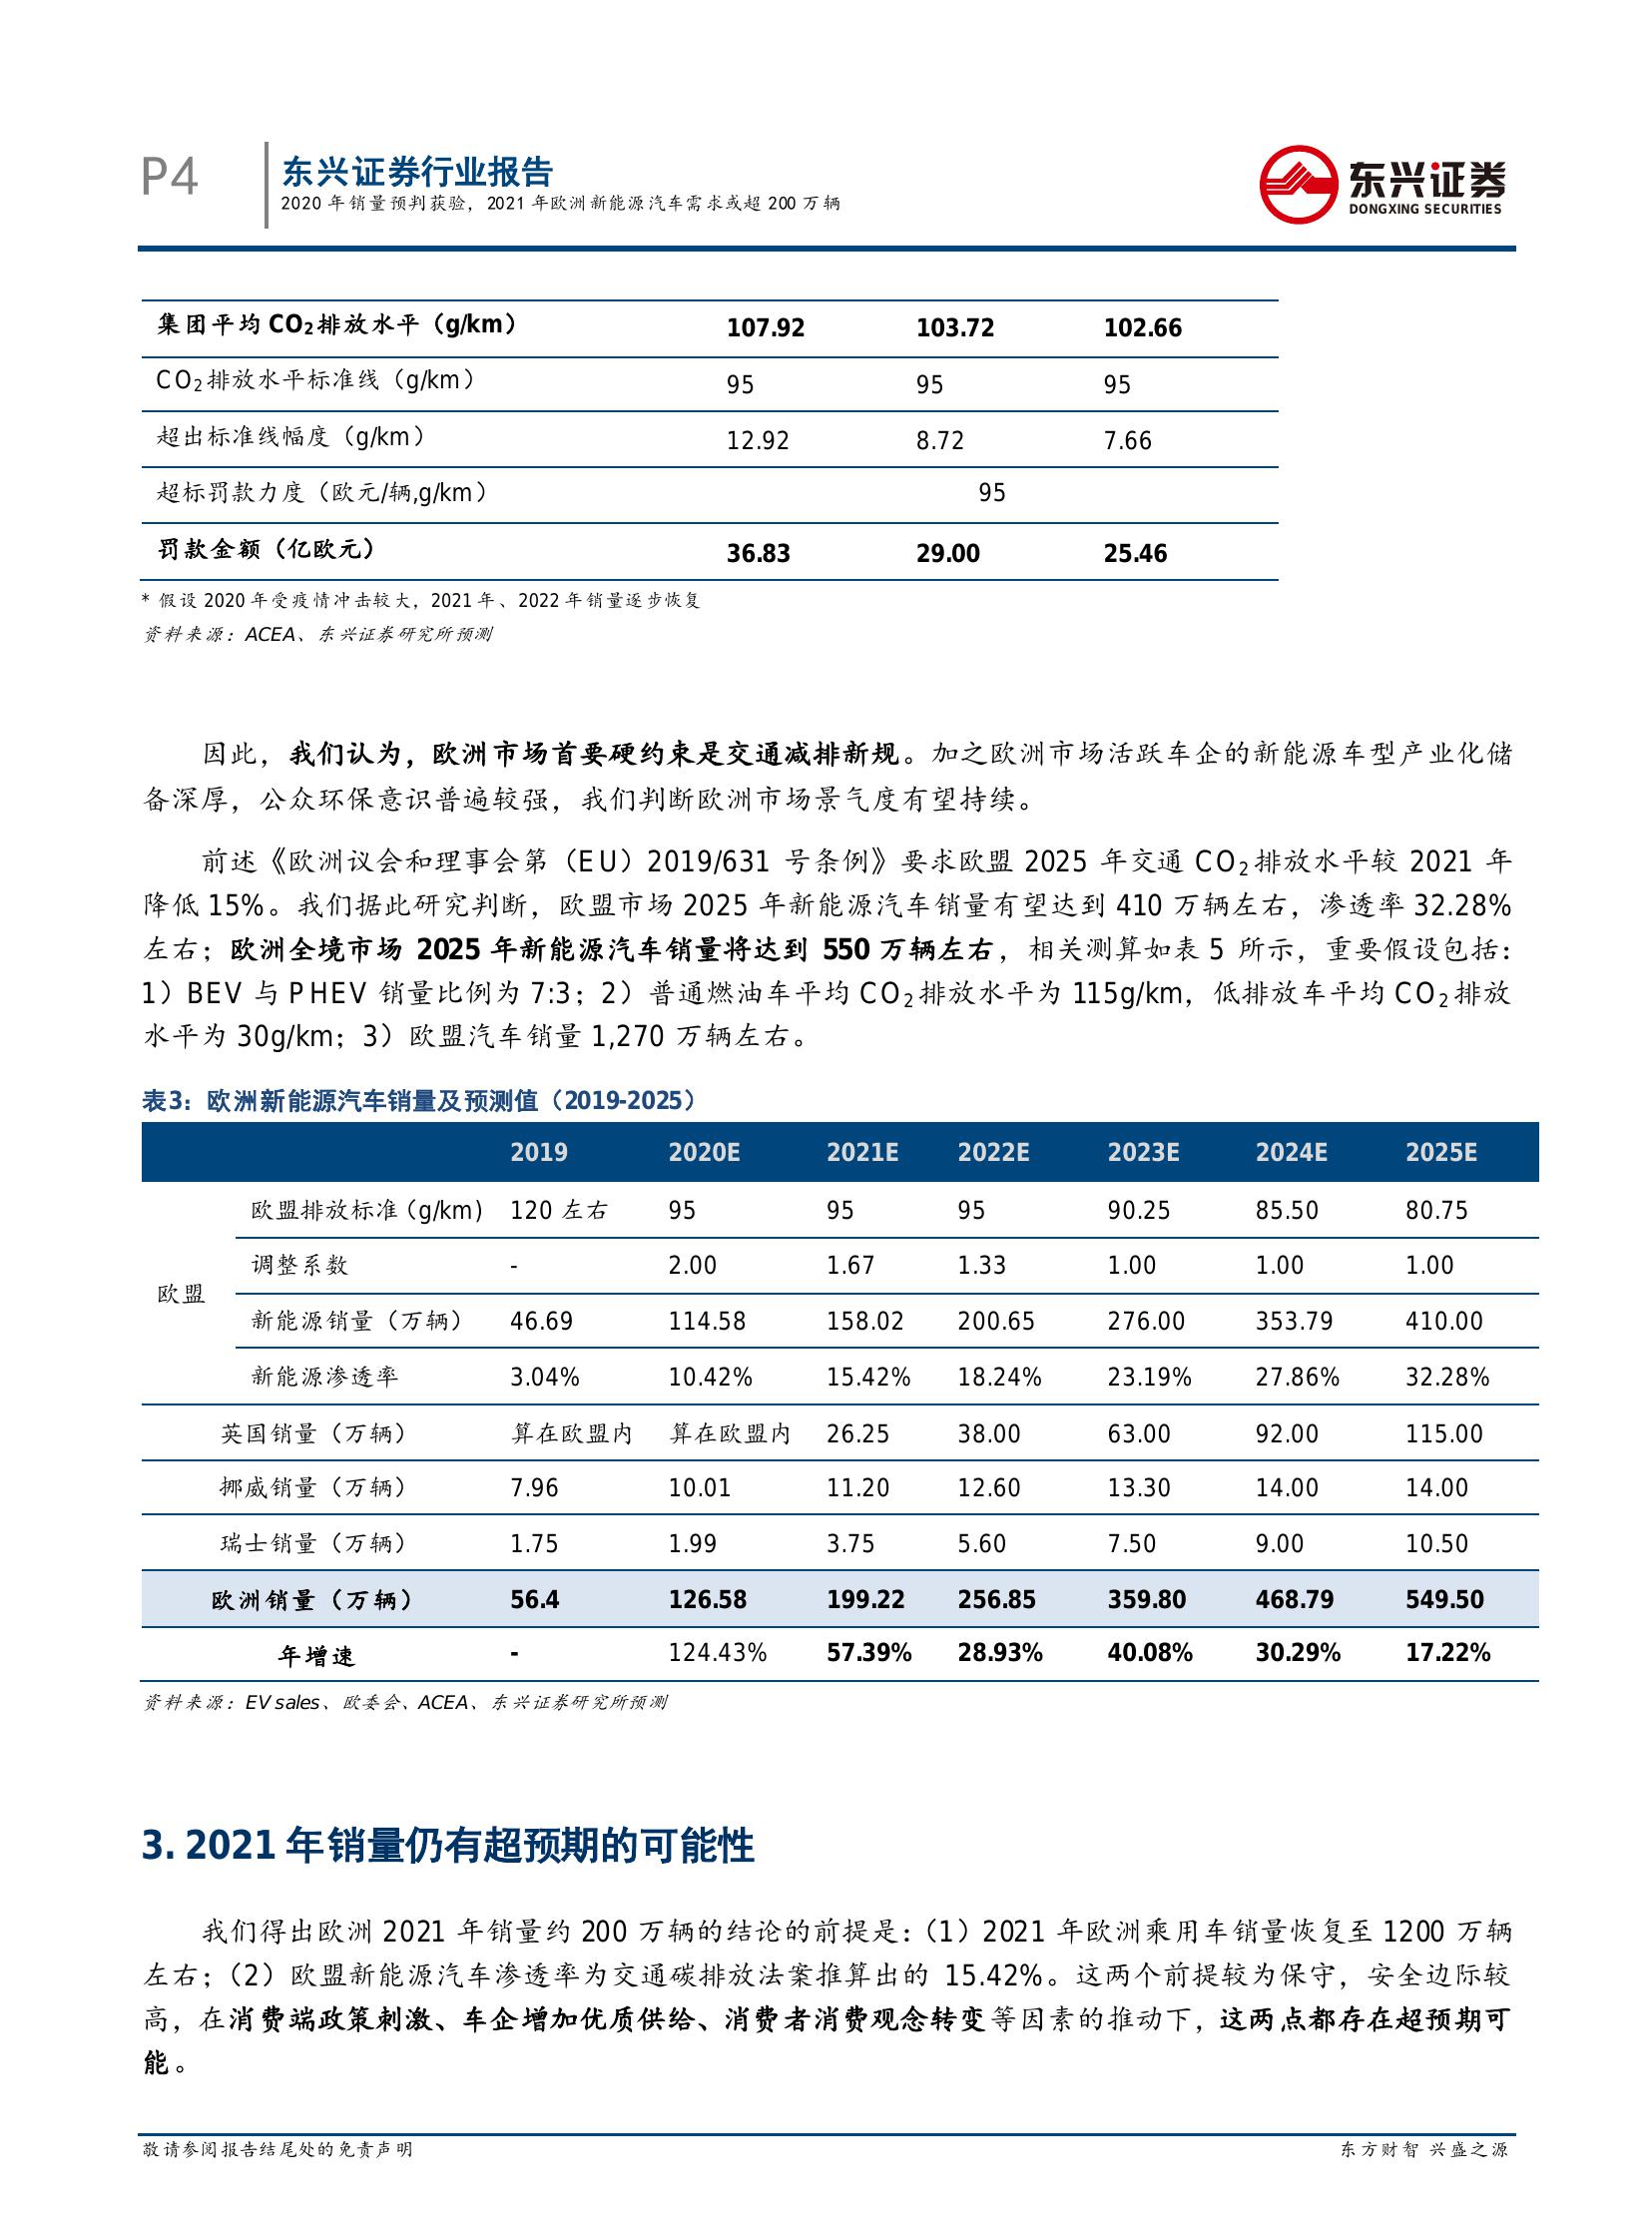 P4
东兴证券行业报告
2020 年销量预判获验，2021 年欧洲新能源汽车需求或超 200 万辆
东兴证券
DONGXING SECURITIES
集团平均 CO₂排放水平（g/km） 107.92 103.72 102.66
CO₂排放水平标准线（g/km） 95 95 95
超出标准线幅度（g/km） 12.92 8.72 7.66
超标罚款力度（欧元/辆,g/km） 95
罚款金额（亿欧元） 36.83 29.00 25.46
* 假设 2020 年受疫情冲击较大，2021 年、2022 年销量逐步恢复
资料来源：ACEA、东兴证券研究所预测
因此，我们认为，欧洲市场首要硬约束是交通减排新规。加之欧洲市场活跃车企的新能源车型产业化储
备深厚，公众环保意识普遍较强，我们判断欧洲市场景气度有望持续。
前述《欧洲议会和理事会第（EU）2019/631 号条例》要求欧盟 2025 年交通 CO₂排放水平较 2021 年
降低 15%。我们据此研究判断，欧盟市场 2025 年新能源汽车销量有望达到 410 万辆左右，渗透率 32.28%
左右；欧洲全境市场 2025 年新能源汽车销量将达到 550 万辆左右，相关测算如表 5 所示，重要假设包括：
1）BEV 与 PHEV 销量比例为 7:3；2）普通燃油车平均 CO₂排放水平为 115g/km，低排放车平均 CO₂排放
水平为 30g/km；3）欧盟汽车销量 1,270 万辆左右。
表3：欧洲新能源汽车销量及预测值（2019-2025）
2019 2020E 2021E 2022E 2023E 2024E 2025E
欧盟排放标准（g/km） 120 左右 95 95 95 90.25 85.50 80.75
调整系数 - 2.00 1.67 1.33 1.00 1.00 1.00
欧盟
新能源销量（万辆） 46.69 114.58 158.02 200.65 276.00 353.79 410.00
新能源渗透率 3.04% 10.42% 15.42% 18.24% 23.19% 27.86% 32.28%
英国销量（万辆） 算在欧盟内 算在欧盟内 26.25 38.00 63.00 92.00 115.00
挪威销量（万辆） 7.96 10.01 11.20 12.60 13.30 14.00 14.00
瑞士销量（万辆） 1.75 1.99 3.75 5.60 7.50 9.00 10.50
欧洲销量（万辆） 56.4 126.58 199.22 256.85 359.80 468.79 549.50
年增速 - 124.43% 57.39% 28.93% 40.08% 30.29% 17.22%
资料来源：EV sales、欧委会、ACEA、东兴证券研究所预测
3. 2021 年销量仍有超预期的可能性
我们得出欧洲 2021 年销量约 200 万辆的结论的前提是：（1）2021 年欧洲乘用车销量恢复至 1200 万辆
左右；（2）欧盟新能源汽车渗透率为交通碳排放法案推算出的 15.42%。这两个前提较为保守，安全边际较
高，在消费端政策刺激、车企增加优质供给、消费者消费观念转变等因素的推动下，这两点都存在超预期可
能。
敬请参阅报告结尾处的免责声明 东方财智 兴盛之源